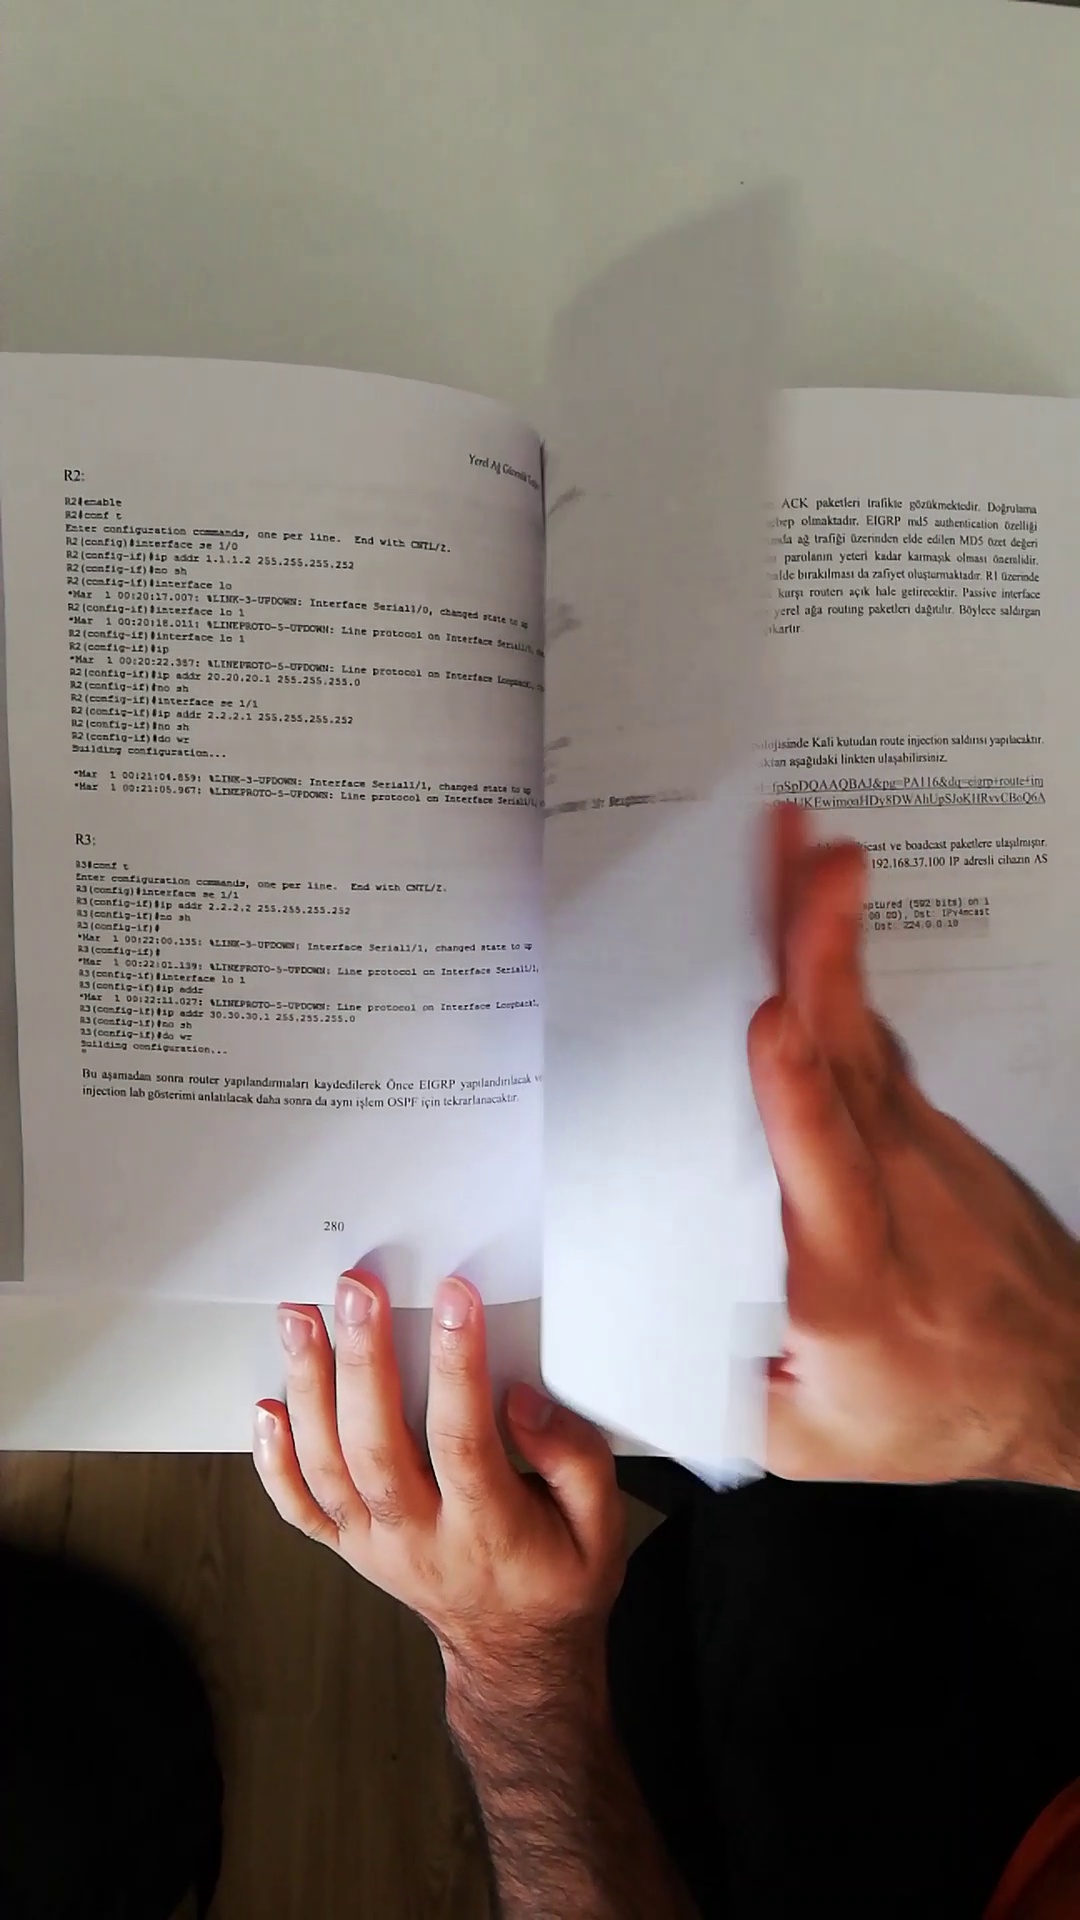 Yerel Ağ Güvenlik
R2:
R2#enable
R2#conf t
Enter configuration commands, one per line. End with CNTL/Z.
R2(config)#interface se 1/0
R2(config-if)#ip addr 1.1.1.2 255.255.255.252
R2(config-if)#no sh
R2(config-if)#interface lo
*Mar 1 00:20:17.007: %LINK-3-UPDOWN: Interface Serial1/0, changed state to up
R2(config-if)#interface lo 1
*Mar 1 00:20:18.011: %LINEPROTO-5-UPDOWN: Line protocol on Interface
R2(config-if)#interface lo 1
R2(config-if)#ip
*Mar 1 00:20:22.387: %LINEPROTO-5-UPDOWN: Line protocol on Interface
R2(config-if)#ip addr 20.20.20.1 255.255.255.0
R2(config-if)#no sh
R2(config-if)#interface se 1/1
R2(config-if)#ip addr 2.2.2.1 255.255.255.252
R2(config-if)#no sh
R2(config-if)#do wr
Building configuration...
*Mar 1 00:21:04.859: %LINK-3-UPDOWN: Interface Serial1/1, changed state to up
*Mar 1 00:21:05.967: %LINEPROTO-5-UPDOWN: Line protocol on Interface Serial1/1,
R3:
R3#conf t
Enter configuration commands, one per line. End with CNTL/Z.
R3(config)#interface se 1/1
R3(config-if)#ip addr 2.2.2.2 255.255.255.252
R3(config-if)#no sh
R3(config-if)#
*Mar 1 00:22:00.135: %LINK-3-UPDOWN: Interface Serial1/1, changed state to up
R3(config-if)#
*Mar 1 00:22:01.139: %LINEPROTO-5-UPDOWN: Line protocol on Interface Serial1/1,
R3(config-if)#interface lo 1
R3(config-if)#ip addr
*Mar 1 00:22:11.027: %LINEPROTO-5-UPDOWN: Line protocol on Interface Loopback1,
R3(config-if)#ip addr 30.30.30.1 255.255.255.0
R3(config-if)#no sh
R3(config-if)#do wr
Building configuration...
Bu aşamadan sonra router yapılandırmaları kaydedilerek Önce EIGRP yapılandırılacak
injection lab gösterimi anlatılacak daha sonra da aynı işlem OSPF için tekrarlanacaktır.
280
ACK paketleri trafikte gözükmektedir. Doğrulama
olmaktadır. EIGRP md5 authentication özelliği
ağ trafiği üzerinden elde edilen MD5 özet değeri
parolanın yeteri kadar karmaşık olması önemlidir.
bırakılması da zafiyet oluşturmaktadır. R1 üzerinde
karşı routerı açık hale getirecektir. Passive interface
yerel ağa routing paketleri dağıtılır. Böylece saldırgan
Kali kutudan route injection saldırısı yapılacaktır.
aşağıdaki linkten ulaşabilirsiniz.
fpSpDQAAQBAJ&pg=PA116&dq=eigrp+route+inj
ve boadcast paketlere ulaşılmıştır.
192.168.37.100 IP adresli cihazın AS
(592 bits) on i
00 00), Dst: IPv4mcast
Dst: 224.0.0.10